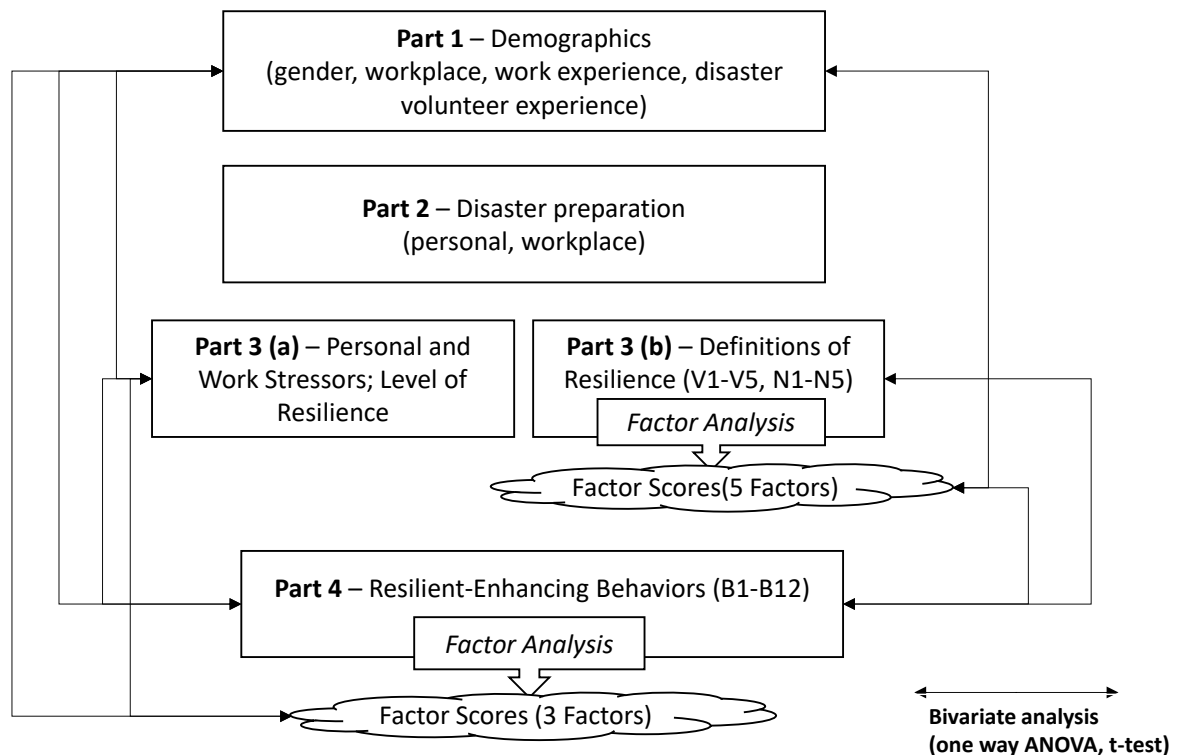 Part 1 – Demographics
(gender, workplace, work experience, disaster
volunteer experience)
Part 2 – Disaster preparation
(personal, workplace)
Part 3 (a) – Personal and
Work Stressors; Level of
Resilience
Part 3 (b) – Definitions of
Resilience (V1-V5, N1-N5)
Factor Analysis
Factor Scores(5 Factors)
Part 4 – Resilient-Enhancing Behaviors (B1-B12)
Factor Analysis
Factor Scores (3 Factors)
Bivariate analysis
(one way ANOVA, t-test)